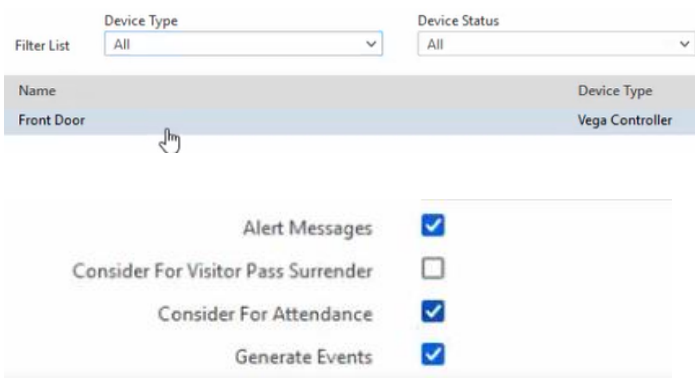 Device Type Device Status
Filter List All All
Name Device Type
Front Door Vega Controller
Alert Messages
Consider For Visitor Pass Surrender
Consider For Attendance
Generate Events